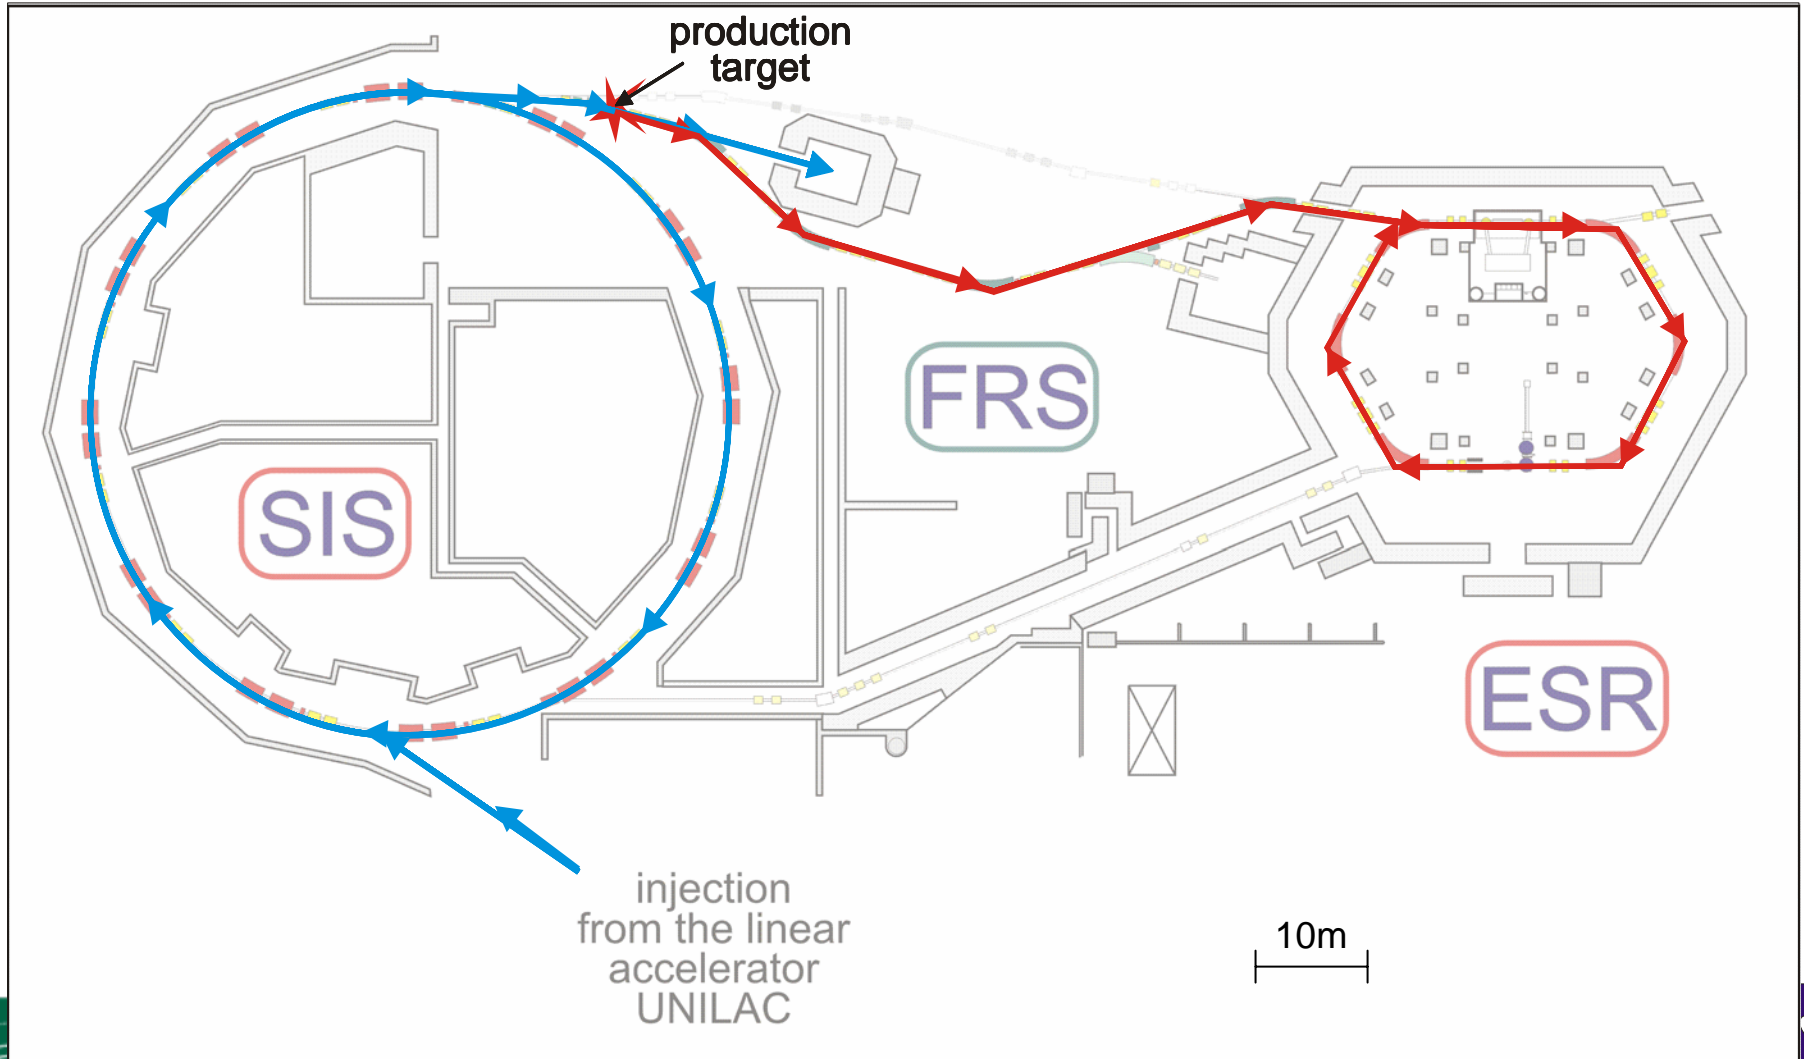 production
target
FRS
SIS
ESR
injection
from the linear
accelerator
UNILAC
10m